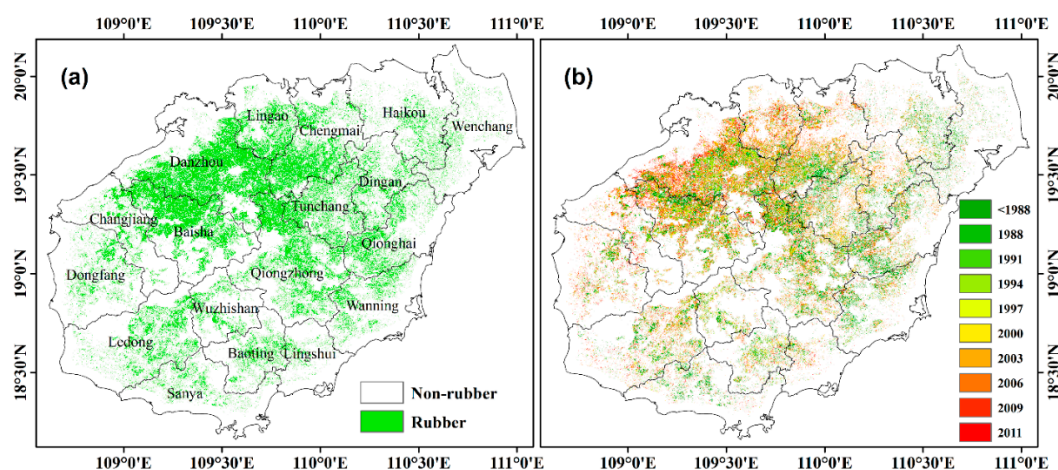 109°0'E 109°30'E 110°0'E 110°30'E 111°0'E 109°0'E 109°30'E 110°0'E 110°30'E 111°0'E
(a)
20°0'N
19°30'N
19°0'N
18°30'N
Lingao
Chengmai
Haikou
Wenchang
Danzhou
Dingan
Tunchang
Changjiang
Baisha
Qionghai
Dongfang
Qiongzhong
Wanning
Wuzhishan
Ledong
Baoting
Lingshui
Sanya
Non-rubber
Rubber
(b)
<1988
1988
1991
1994
1997
2000
2003
2006
2009
2011
20°0'N
19°30'N
19°0'N
18°30'N
109°0'E 109°30'E 110°0'E 110°30'E 111°0'E 109°0'E 109°30'E 110°0'E 110°30'E 111°0'E